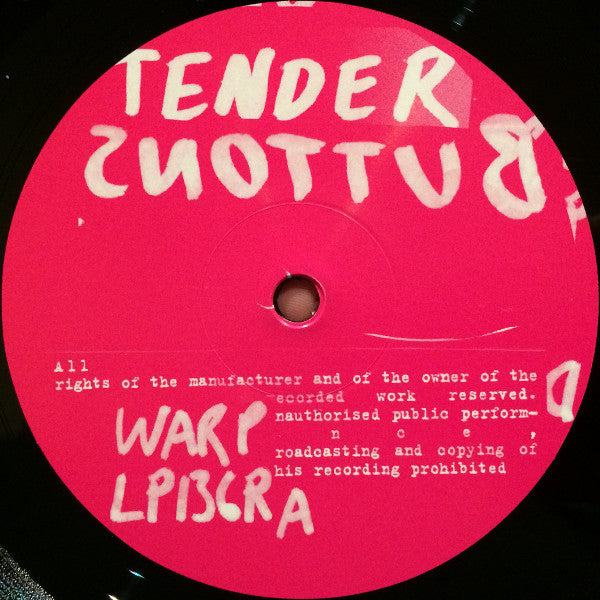 TENDER
BUTTONS
All
rights of the manufacturer and of the owner of the
ecorded work reserved.
nauthorised public perform-
n c e ,
roadcasting and copying of
his recording prohibited
WARP
LP136R A